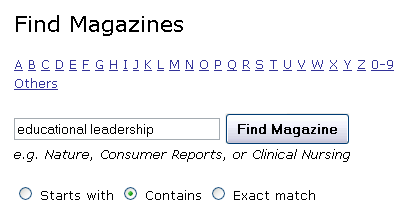 Find Magazines
A B C D E F G H I J K L M N O P Q R S T U V W X Y Z 0-9
Others
educational leadership Find Magazine
e.g. Nature, Consumer Reports, or Clinical Nursing
Starts with Contains Exact match